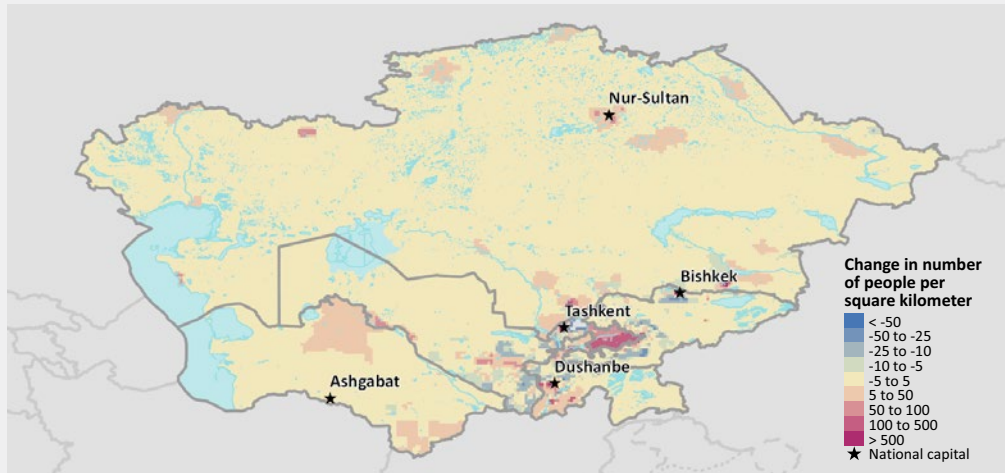 Nur-Sultan
Bishkek
Tashkent
Dushanbe
Ashgabat
Change in number
of people per
square kilometer
< -50
-50 to -25
-25 to -10
-10 to -5
-5 to 5
5 to 50
50 to 100
100 to 500
> 500
National capital